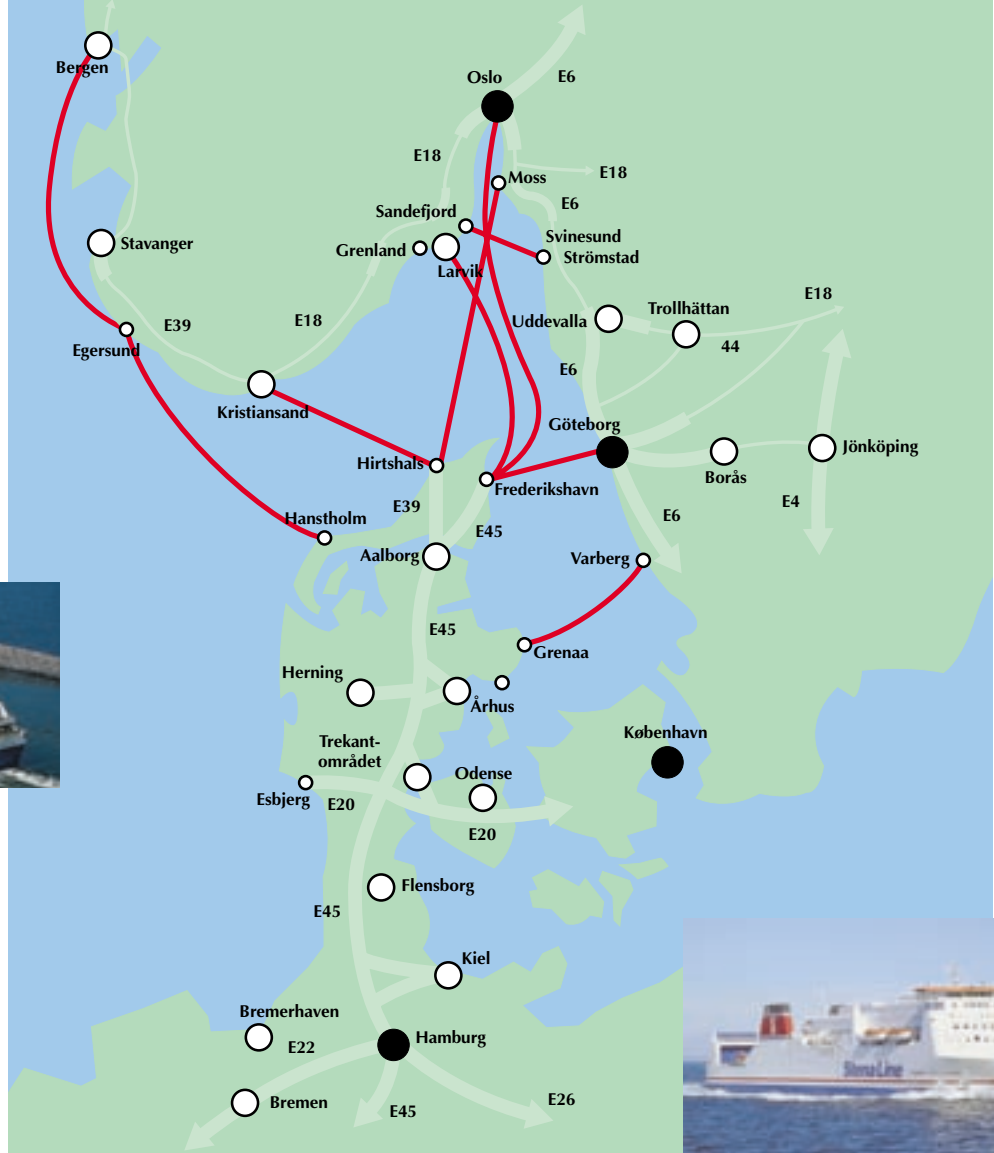 Bergen
Oslo
E6
E18
E18
Moss
E6
Sandefjord
Svinesund
Strömstad
Stavanger
Grenland
Larvik
E18
Trollhättan
Uddevalla
E39
E18
44
Egersund
E6
Kristiansand
Göteborg
Jönköping
Hirtshals
Borås
Frederikshavn
E4
E39
Hanstholm
E6
E45
Aalborg
Varberg
E45
Grenaa
Herning
Århus
København
Trekant-
området
Odense
Esbjerg
E20
E20
Flensborg
E45
Kiel
Bremerhaven
Hamburg
E22
Bremen
E45
E26
Stena Line